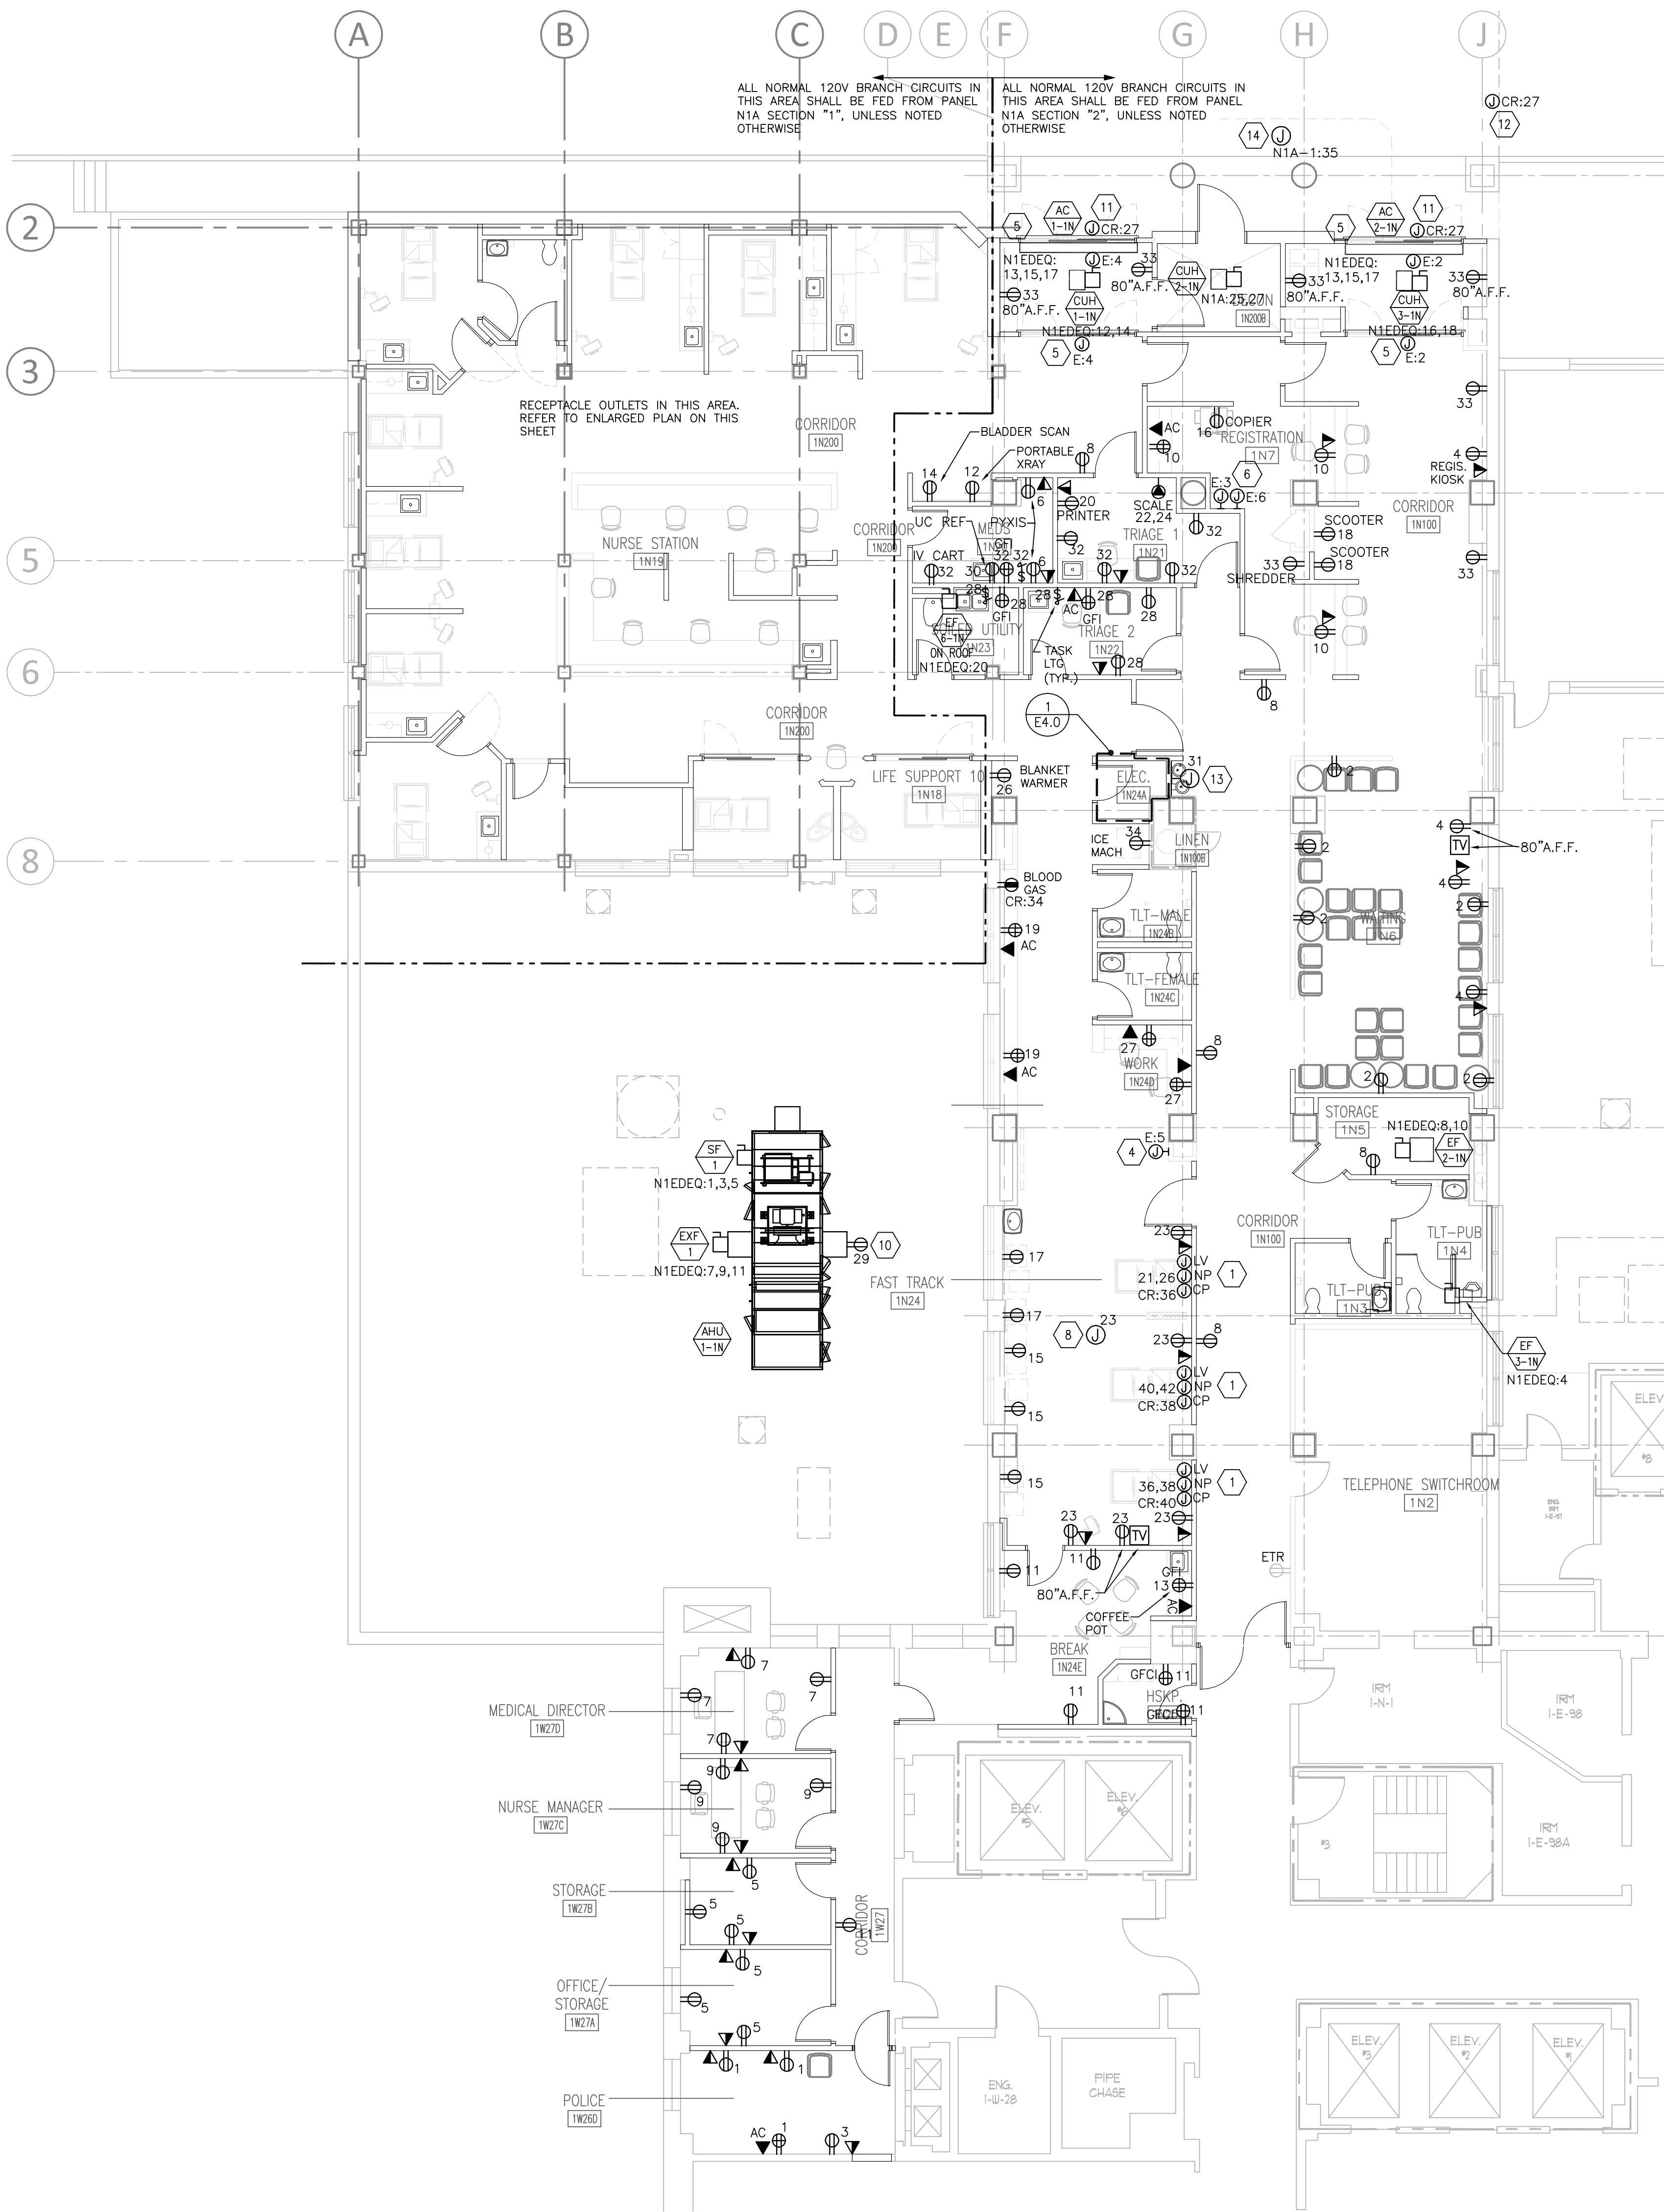 A
B
C
D
E
F
G
H
J
ALL NORMAL 120V BRANCH CIRCUITS IN
THIS AREA SHALL BE FED FROM PANEL
N1A SECTION "1", UNLESS NOTED
OTHERWISE
ALL NORMAL 120V BRANCH CIRCUITS IN
THIS AREA SHALL BE FED FROM PANEL
N1A SECTION "2", UNLESS NOTED
OTHERWISE
J CR:27
12
14 J
N1A-1:35
2
5
AC
1-1N
11
J CR:27
5
AC
2-1N
11
J CR:27
N1EDEQ:
13,15,17
J E:4
33
80"A.F.F.
33
80"A.F.F.
CUH
1-1N
N1EDEQ:12,14
CUH
2-1N
N1A:25,27
DECON
1N200B
33
80"A.F.F.
N1EDEQ:
13,15,17
J E:2
33
80"A.F.F.
CUH
3-1N
N1EDEQ:16,18
5
J
E:4
5
J
E:2
3
33
RECEPTACLE OUTLETS IN THIS AREA.
REFER TO ENLARGED PLAN ON THIS
SHEET
CORRIDOR
1N200
BLADDER SCAN
PORTABLE
XRAY
14
12
8
AC
10
16
COPIER
REGISTRATION
1N7
10
4
REGIS.
KIOSK
6
E:3
J
J E:6
6
20
PRINTER
SCALE
22,24
32
CORRIDOR
1N100
SCOOTER
18
SCOOTER
18
33
SHREDDER
33
5
NURSE STATION
1N19
CORRIDOR
1N200
UC REF
PYXIS
MEDS
GFI
IV CART
32
30
32
32
6
32
32
TRIAGE 1
1N21
32
28
$
28
GFI
28
$
AC
28
GFI
28
EF
6-1N
ON ROOF
N1EDEQ:20
SOILED UTILITY
1N23
TASK
LTG
(TYP.)
TRIAGE 2
1N22
28
10
8
6
1
E4.0
CORRIDOR
1N200
LIFE SUPPORT 10
1N18
BLANKET
WARMER
26
ELEC.
1N24A
31
J
13
2
8
ICE
MACH
34
LINEN
1N100B
2
4
TV
80"A.F.F.
4
BLOOD
GAS
CR:34
19
AC
TLT-MALE
1N24B
2
2
WAITING
1N6
TLT-FEMALE
1N24C
4
19
AC
27
WORK
1N24D
27
8
2
2
STORAGE
1N5
N1EDEQ:8,10
EF
2-1N
8
E:5
4
J
SF
1
N1EDEQ:1,3,5
EXF
1
N1EDEQ:7,9,11
29
10
AHU
1-1N
FAST TRACK
1N24
17
23
CORRIDOR
1N100
TLT-PUB
1N4
J LV
21,26 J NP
CR:36 J CP
1
TLT-PUB
1N3
17
8
J
23
23
8
15
EF
3-1N
N1EDEQ:4
J LV
40,42 J NP
CR:38 J CP
1
15
ELEV
#8
15
J LV
36,38 J NP
CR:40 J CP
1
TELEPHONE SWITCHROOM
1N2
ENG.
IRM
1-E-97
23
23
TV
23
11
11
GFI
13
80"A.F.F.
COFFEE
POT
AC
ETR
BREAK
1N24E
GFCI
11
HSKP.
11
11
IRM
1-N-1
IRM
1-E-98
MEDICAL DIRECTOR
1W27D
7
7
7
7
NURSE MANAGER
1W27C
9
9
9
9
ELEV.
#5
ELEV.
#6
#3
IRM
1-E-98A
STORAGE
1W27B
5
5
5
CORRIDOR
1W27
OFFICE/
STORAGE
1W27A
5
5
5
1
1
POLICE
1W26D
AC
1
3
ENG.
1-W-28
PIPE
CHASE
ELEV.
#3
ELEV.
#2
ELEV.
#1